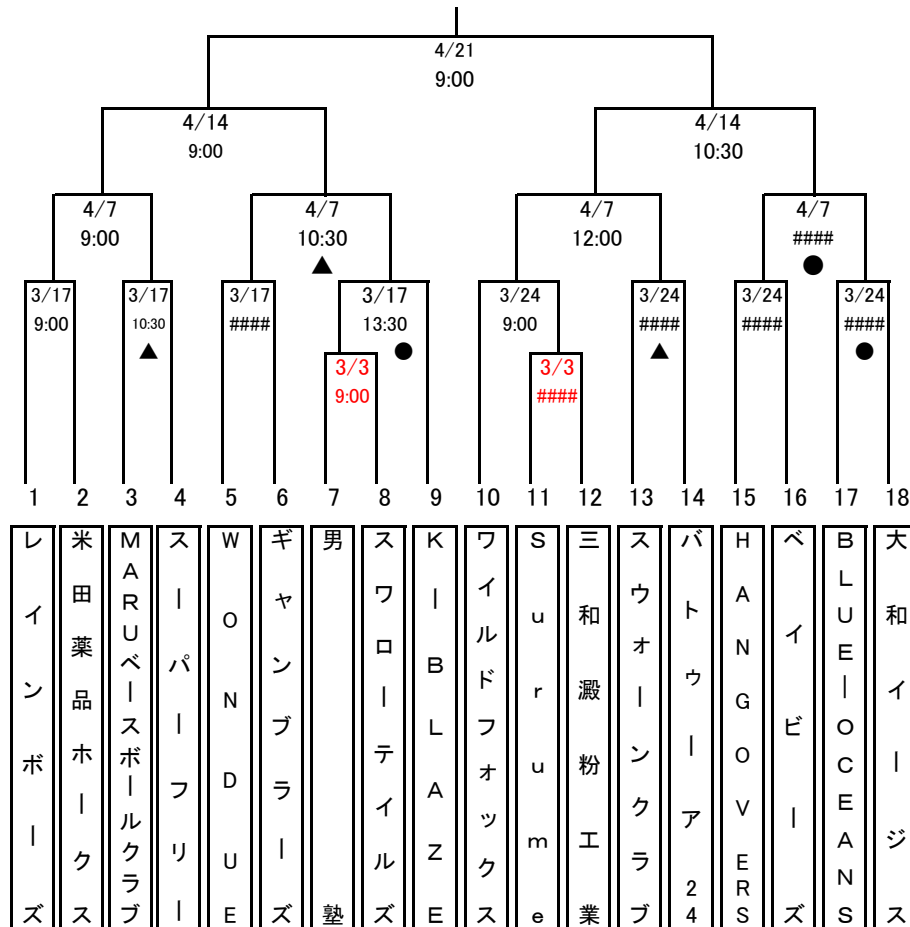 4/21
9:00
4/14
9:00
4/14
10:30
4/7
9:00
4/7
10:30
▲
4/7
12:00
4/7
####
●
3/17
9:00
3/17
10:30
▲
3/17
####
3/17
13:30
●
3/24
9:00
3/24
####
▲
3/24
####
3/24
####
●
3/3
9:00
3/3
####
1 2 3 4 5 6 7 8 9 10 11 12 13 14 15 16 17 18
レインボーズ
米田薬品ホークス
MARUベースボールクラブ
スーパーフリー
WONDUE
ギャンブラーズ
男塾
スワローテイルズ
K|BLAZE
ワイルドフォックス
Surume
三和澱粉工業
スウォーンクラブ
バトゥーア24
HANGOVERS
ベイビーズ
BLUE|OCEANS
大和イージス